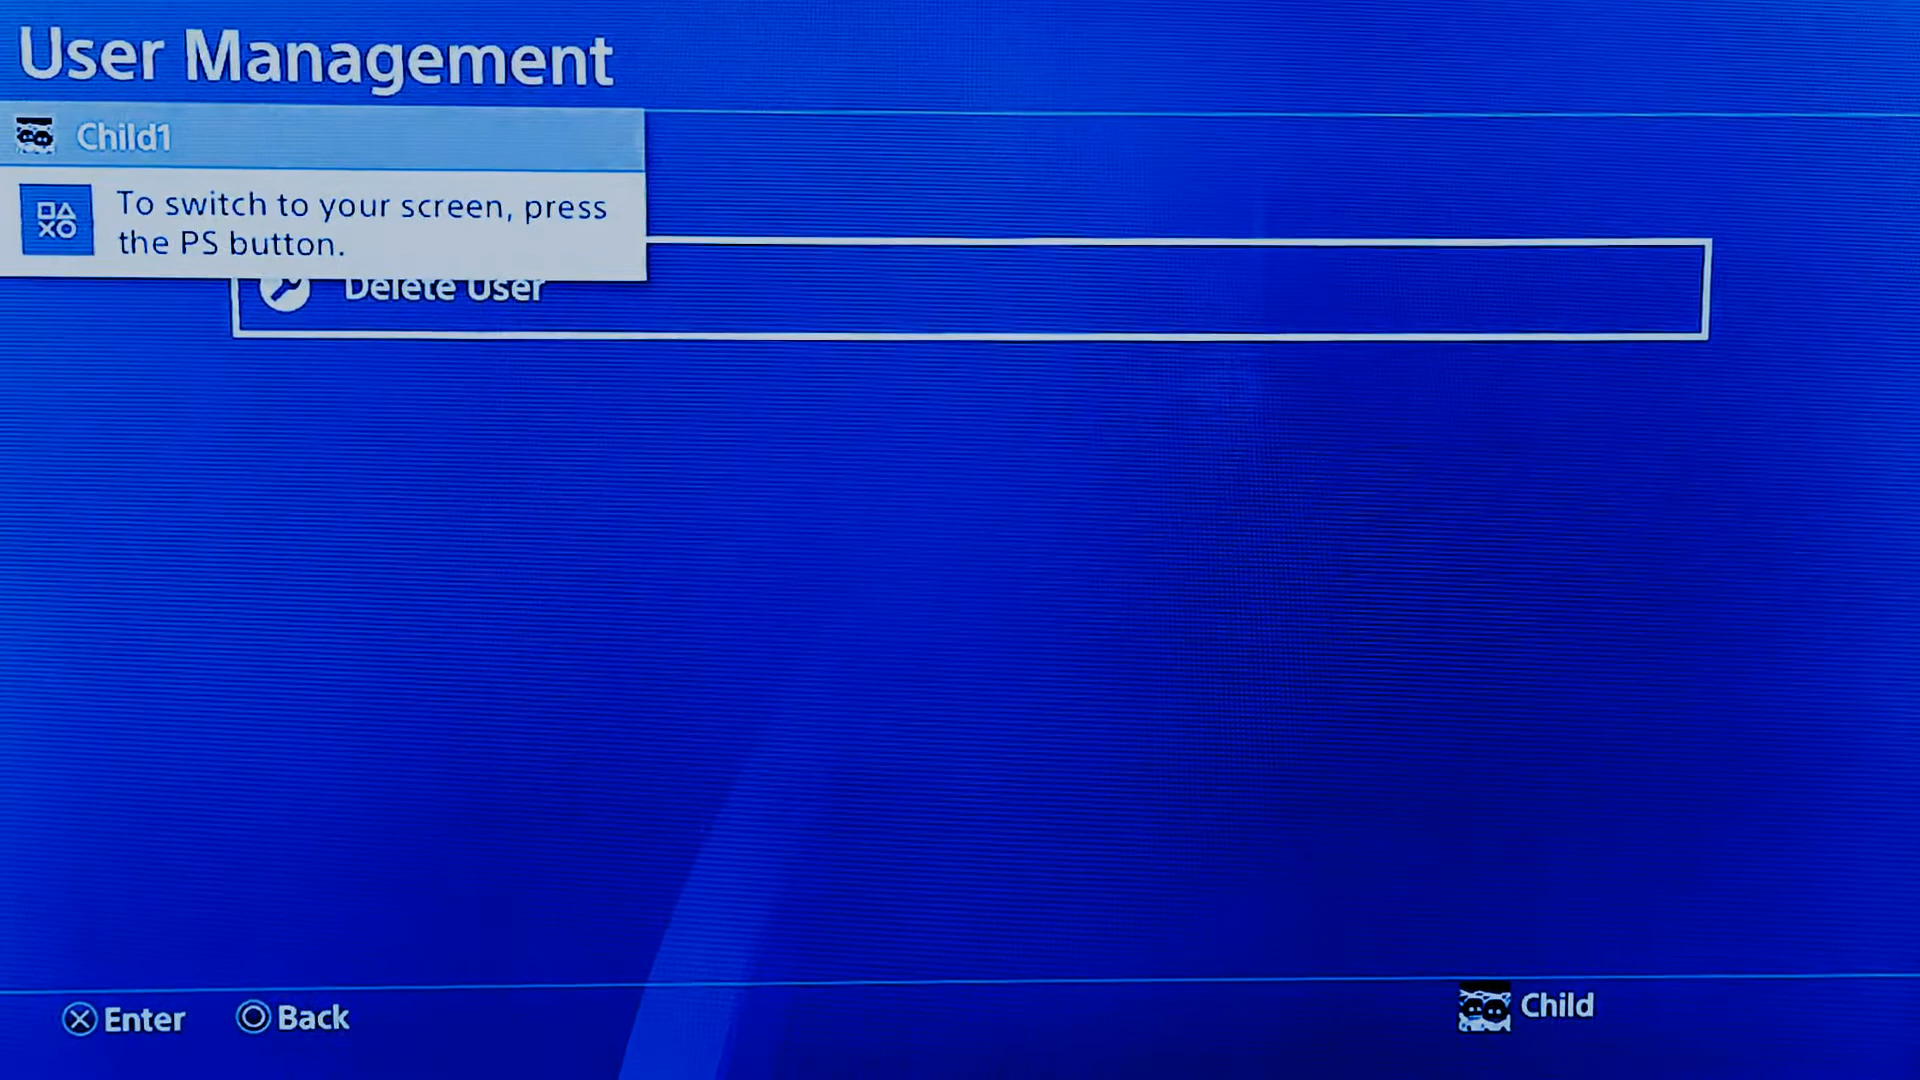 User Management
Child1
To switch to your screen, press
the PS button.
Delete User
Enter
Back
Child